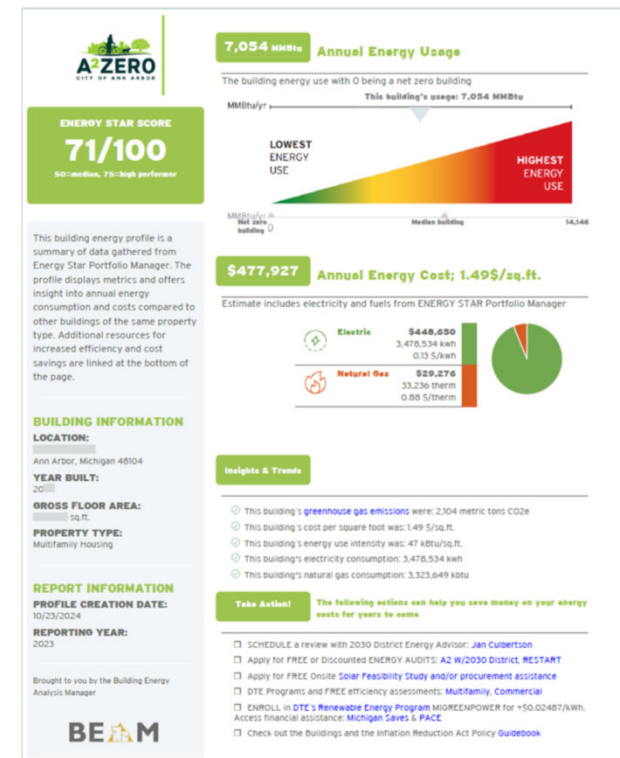 A²ZERO
CITY OF ANN ARBOR
ENERGY STAR SCORE
71/100
50=median, 75=high performer
This building energy profile is a
summary of data gathered from
Energy Star Portfolio Manager. The
profile displays metrics and offers
insight into annual energy
consumption and costs compared to
other buildings of the same property
type. Additional resources for
increased efficiency and cost
savings are linked at the bottom of
the page.
BUILDING INFORMATION
LOCATION:
Ann Arbor, Michigan 48104
YEAR BUILT:
20
GROSS FLOOR AREA:
sq.ft.
PROPERTY TYPE:
Multifamily Housing
REPORT INFORMATION
PROFILE CREATION DATE:
10/23/2024
REPORTING YEAR:
2023
Brought to you by the Building Energy
Analysis Manager
BEAM
7,054 MMBtu Annual Energy Usage
The building energy use with 0 being a net zero building
This building's usage: 7,054 MMBtu
MMBtu/yr
LOWEST
ENERGY
USE
HIGHEST
ENERGY
USE
MMBtu/yr
Net zero
building
0
Median building
14,146
$477,927 Annual Energy Cost; 1.49$/sq.ft.
Estimate includes electricity and fuels from ENERGY STAR Portfolio Manager
Electric $448,650
3,478,534 kwh
0.13 $/kwh
Natural Gas $29,276
33,236 therm
0.88 $/therm
Insights & Trends
This building's greenhouse gas emissions were: 2,104 metric tons CO2e
This building's cost per square foot was: 1.49 $/sq.ft.
This building's energy use intensity was: 47 kBtu/sq.ft.
This building's electricity consumption: 3,478,534 kwh
This building's natural gas consumption: 3,323,649 kbtu
Take Action! The following actions can help you save money on your energy
costs for years to come
SCHEDULE a review with 2030 District Energy Advisor: Jan Culbertson
Apply for FREE or Discounted ENERGY AUDITS: A2 W/2030 District, RESTART
Apply for FREE Onsite Solar Feasibility Study and/or procurement assistance
DTE Programs and FREE efficiency assessments: Multifamily, Commercial
ENROLL in DTE's Renewable Energy Program MIGREENPOWER for +$0.02487/kWh.
Access financial assistance: Michigan Saves & PACE
Check out the Buildings and the Inflation Reduction Act Policy Guidebook